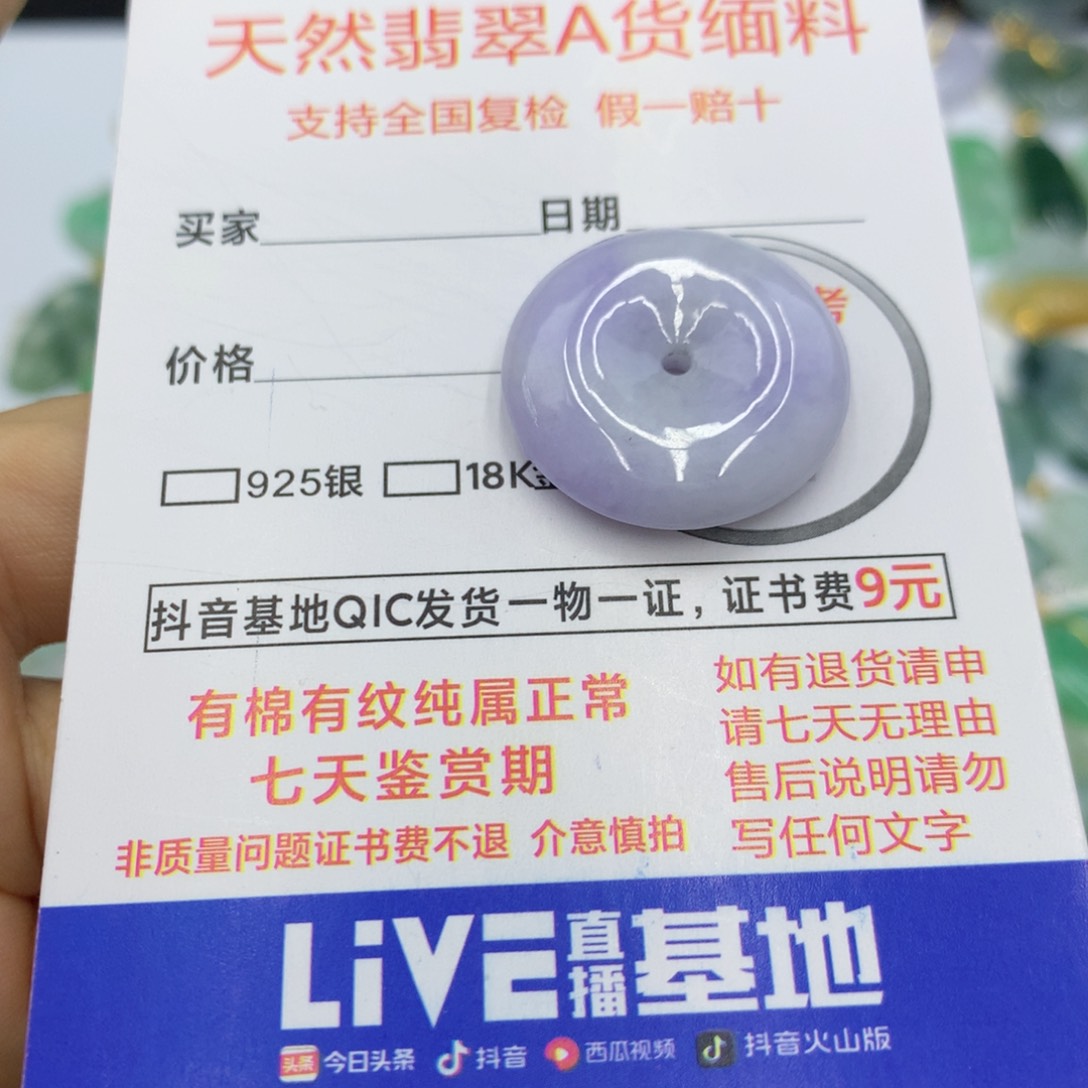 天然翡翠A货缅料
支持全国复检 假一赔十
买家 日期
价格
925银 18K
抖音基地QIC发货一物一证，证书费9元
有棉有纹纯属正常
七天鉴赏期
非质量问题证书费不退 介意慎拍
如有退货请申
请七天无理由
售后说明请勿
写任何文字
LiVE直播基地
头条 今日头条 抖音 西瓜视频 抖音火山版